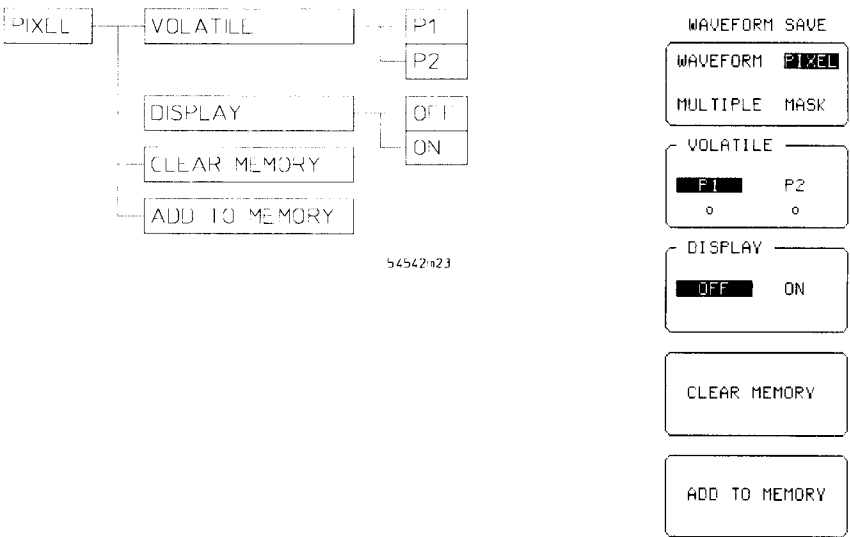 PIXEL
VOLATILE
P1
P2
DISPLAY
OFF
ON
CLEAR MEMORY
ADD TO MEMORY
54542m23
WAVEFORM SAVE
WAVEFORM PIXEL
MULTIPLE MASK
VOLATILE
P1 P2
DISPLAY
OFF ON
CLEAR MEMORY
ADD TO MEMORY